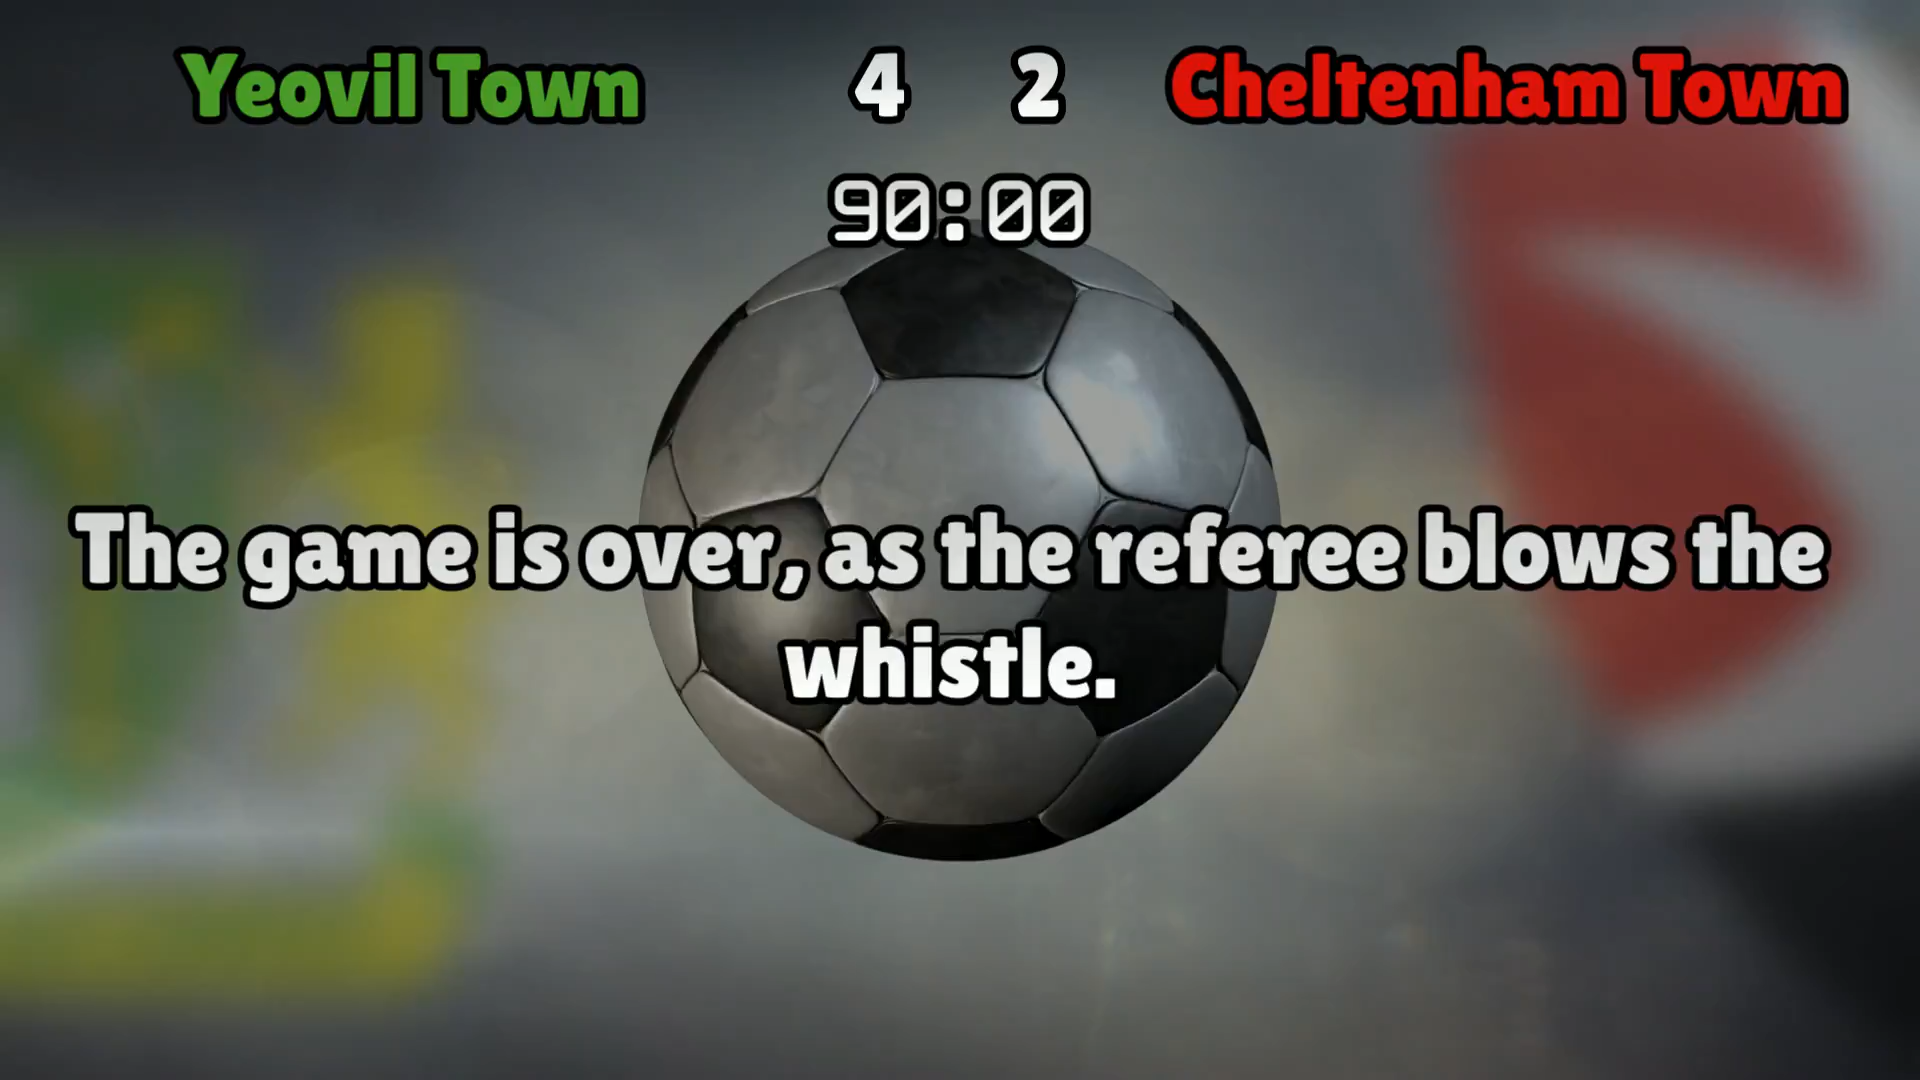 Yeovil Town 4 2 Cheltenham Town
90:00
The game is over, as the referee blows the
whistle.